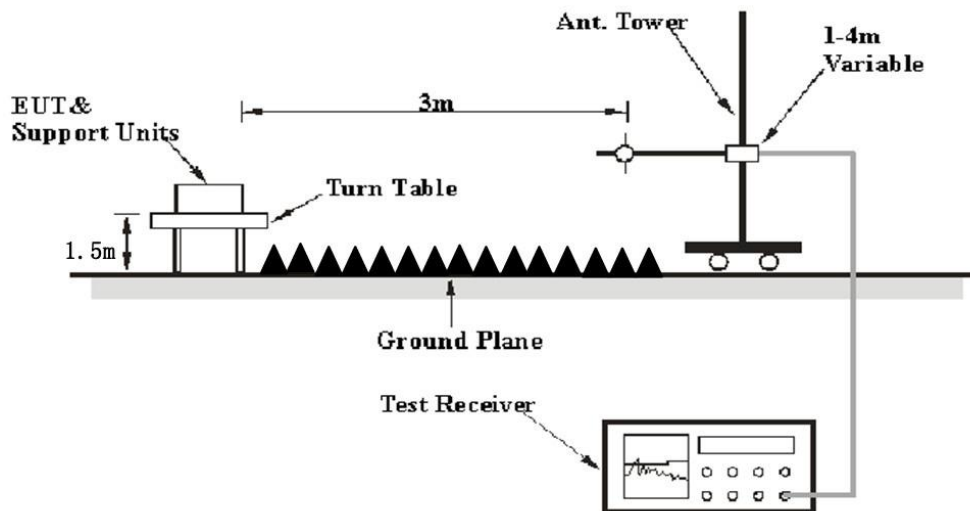 Ant. Tower
1-4m
Variable
3m
EUT&
Support Units
Turn Table
1.5m
Ground Plane
Test Receiver